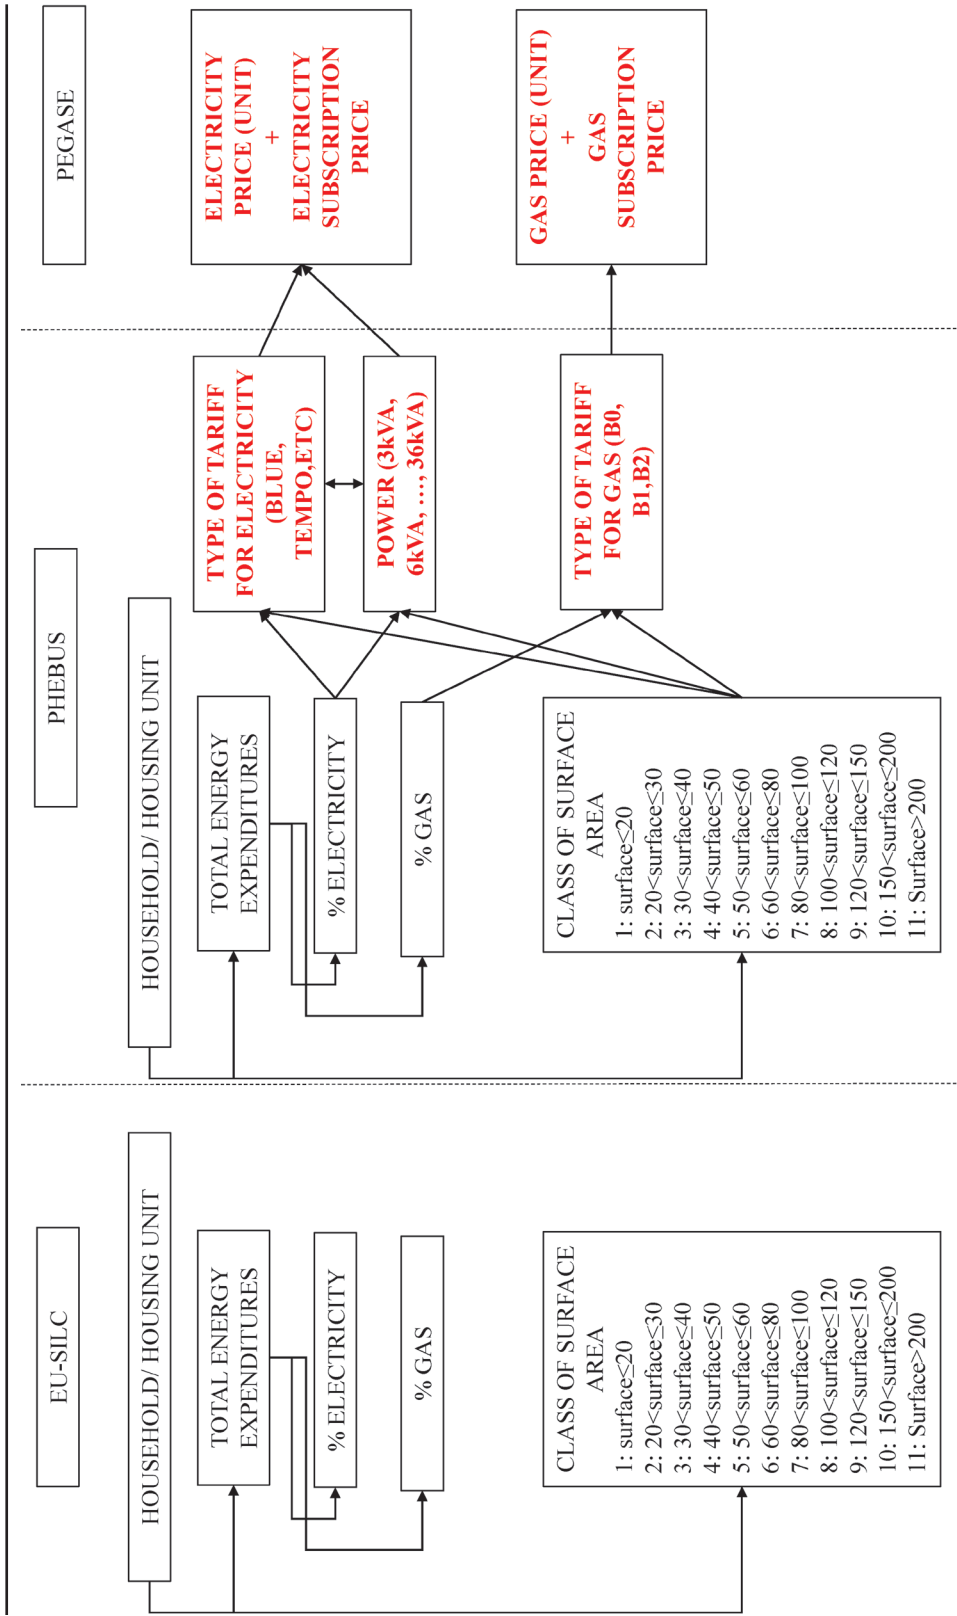 EU-SILC
HOUSEHOLD/ HOUSING UNIT
TOTAL ENERGY
EXPENDITURES
% ELECTRICITY
% GAS
CLASS OF SURFACE
AREA
1: surface≤20
2: 20<surface≤30
3: 30<surface≤40
4: 40<surface≤50
5: 50<surface≤60
6: 60<surface≤80
7: 80<surface≤100
8: 100<surface≤120
9: 120<surface≤150
10: 150<surface≤200
11: Surface>200
PHEBUS
HOUSEHOLD/ HOUSING UNIT
TOTAL ENERGY
EXPENDITURES
% ELECTRICITY
% GAS
CLASS OF SURFACE
AREA
1: surface≤20
2: 20<surface≤30
3: 30<surface≤40
4: 40<surface≤50
5: 50<surface≤60
6: 60<surface≤80
7: 80<surface≤100
8: 100<surface≤120
9: 120<surface≤150
10: 150<surface≤200
11: Surface>200
TYPE OF TARIFF
FOR ELECTRICITY
(BLUE,
TEMPO,ETC)
POWER (3kVA,
6kVA, …, 36kVA)
TYPE OF TARIFF
FOR GAS (B0,
B1,B2)
PEGASE
ELECTRICITY
PRICE (UNIT)
+
ELECTRICITY
SUBSCRIPTION
PRICE
GAS PRICE (UNIT)
+
GAS
SUBSCRIPTION
PRICE